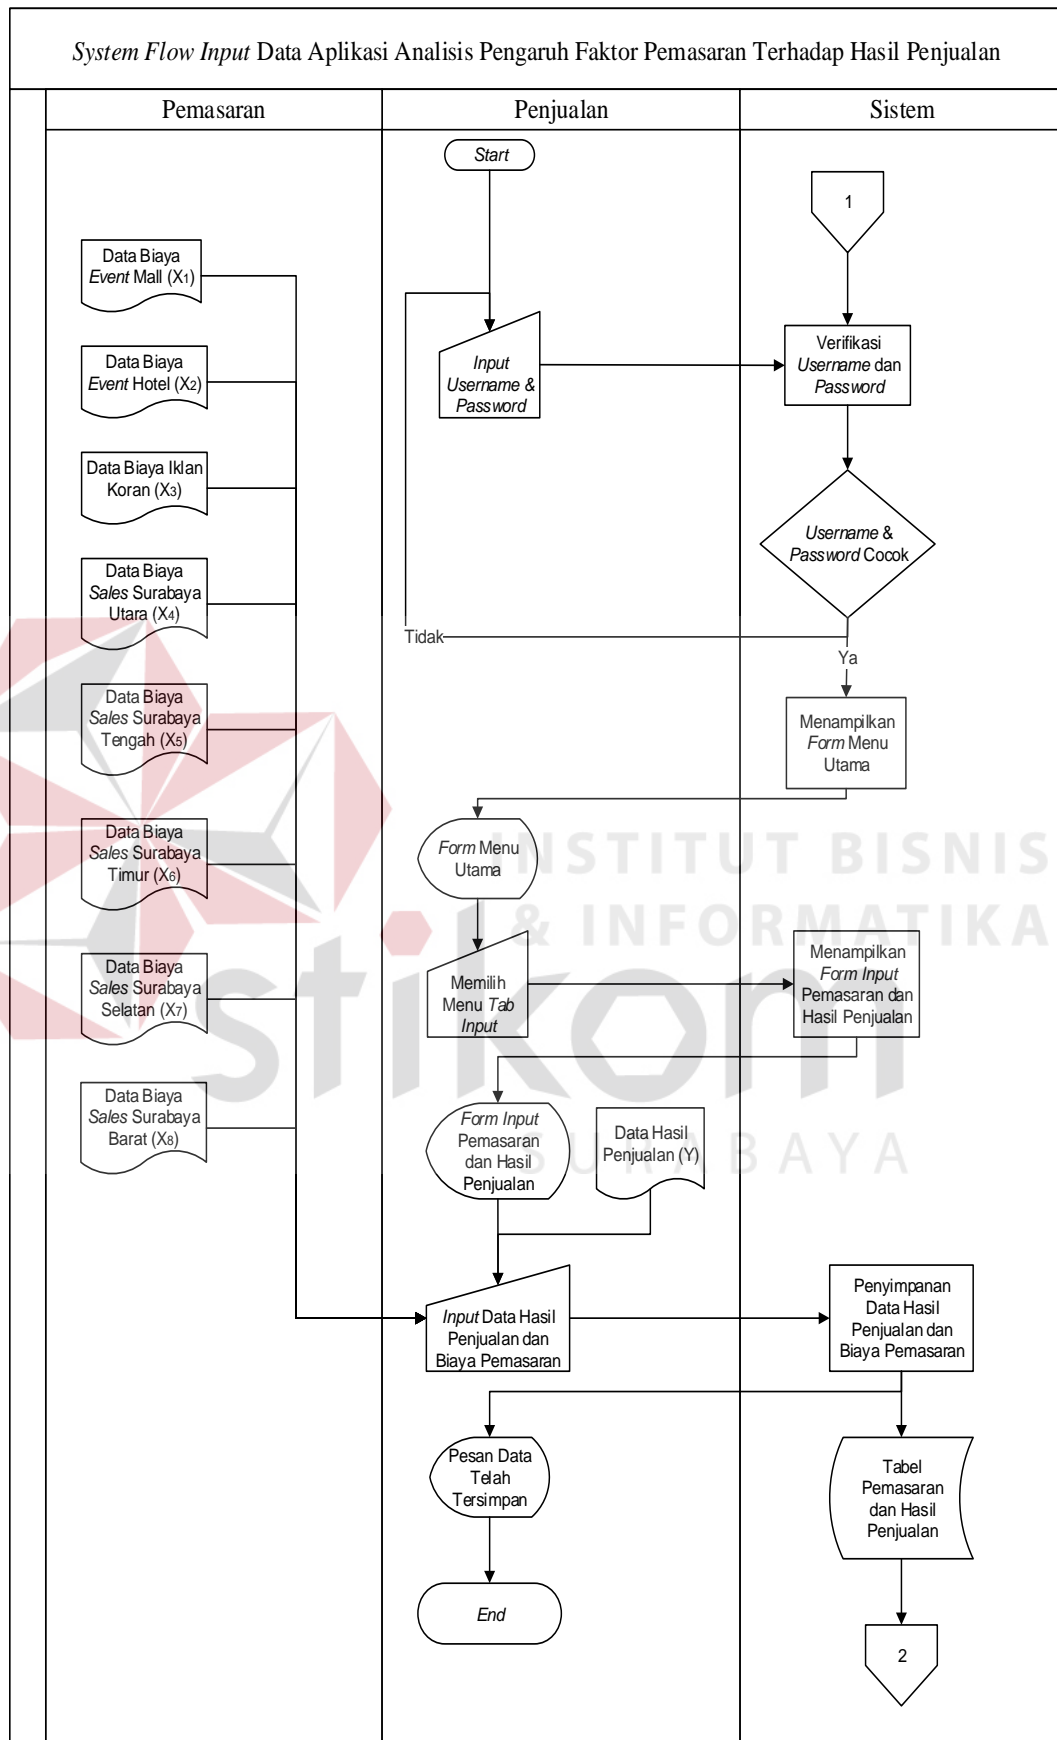 System Flow Input Data Aplikasi Analisis Pengaruh Faktor Pemasaran Terhadap Hasil Penjualan
Pemasaran
Penjualan
Sistem
Start
1
Data Biaya
Event Mall (X1)
Data Biaya
Event Hotel (X2)
Data Biaya Iklan
Koran (X3)
Data Biaya
Sales Surabaya
Utara (X4)
Data Biaya
Sales Surabaya
Tengah (X5)
Data Biaya
Sales Surabaya
Timur (X6)
Data Biaya
Sales Surabaya
Selatan (X7)
Data Biaya
Sales Surabaya
Barat (X8)
Input
Username &
Password
Verifikasi
Username dan
Password
Username &
Password Cocok
Tidak
Ya
Menampilkan
Form Menu
Utama
Form Menu
Utama
Memilih
Menu Tab
Input
Menampilkan
Form Input
Pemasaran dan
Hasil Penjualan
Form Input
Pemasaran
dan Hasil
Penjualan
Data Hasil
Penjualan (Y)
Input Data Hasil
Penjualan dan
Biaya Pemasaran
Penyimpanan
Data Hasil
Penjualan dan
Biaya Pemasaran
Pesan Data
Telah
Tersimpan
Tabel
Pemasaran
dan Hasil
Penjualan
End
2
INSTITUT BISNIS
& INFORMATIKA
stikom
SURABAYA